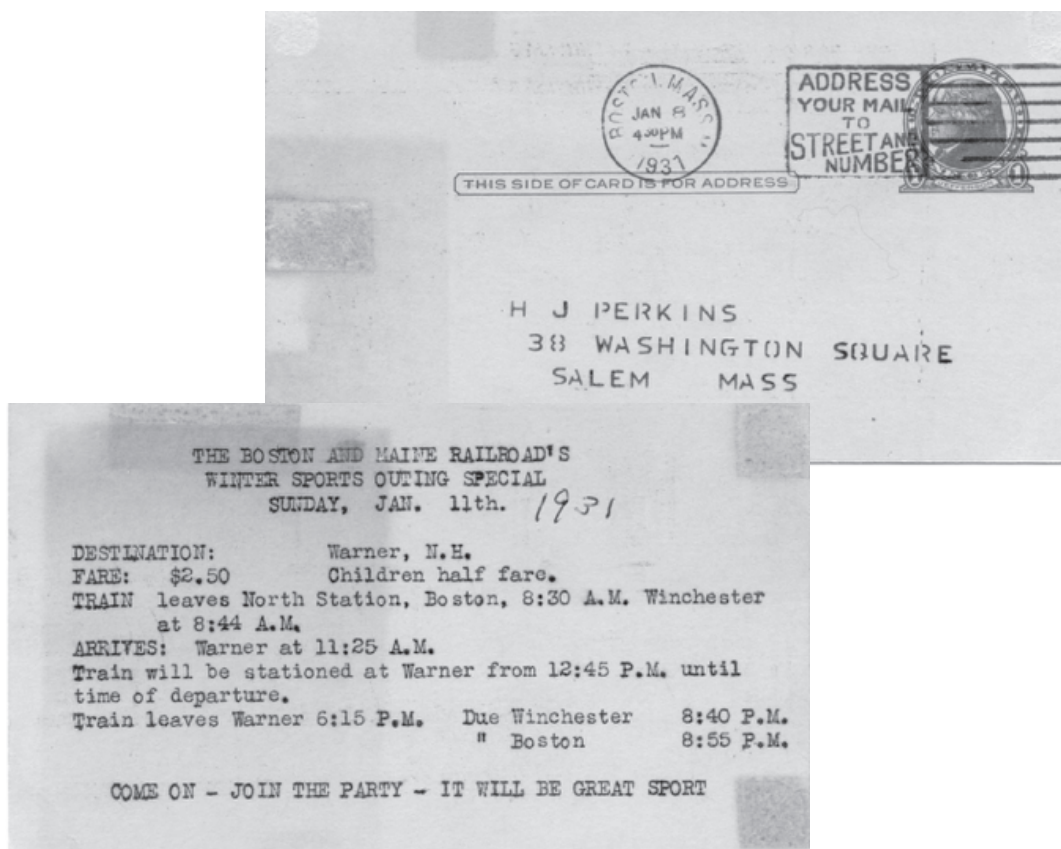 BOSTON, MASS
JAN 8
4 30 PM
1931
ADDRESS
YOUR MAIL
TO
STREET AND
NUMBER
THIS SIDE OF CARD IS FOR ADDRESS
JEFFERSON
H J PERKINS
38 WASHINGTON SQUARE
SALEM MASS
THE BOSTON AND MAINE RAILROAD'S
WINTER SPORTS OUTING SPECIAL
SUNDAY, JAN. 11th. 1931
DESTINATION: Warner, N.H.
FARE: $2.50 Children half fare.
TRAIN leaves North Station, Boston, 8:30 A.M. Winchester
at 8:44 A.M.
ARRIVES: Warner at 11:25 A.M.
Train will be stationed at Warner from 12:45 P.M. until
time of departure.
Train leaves Warner 6:15 P.M. Due Winchester 8:40 P.M.
" Boston 8:55 P.M.
COME ON - JOIN THE PARTY - IT WILL BE GREAT SPORT